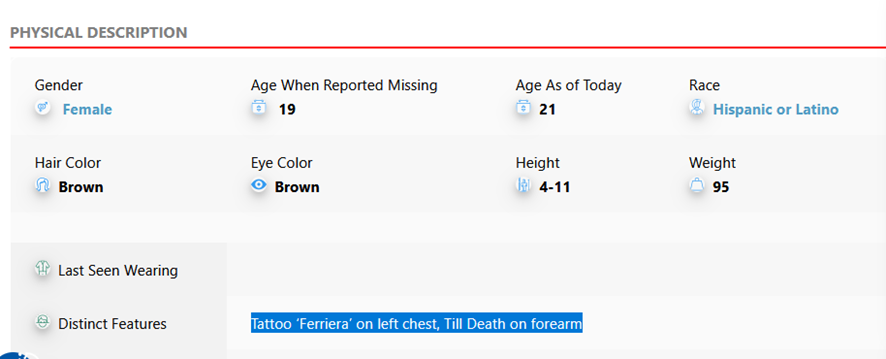 PHYSICAL DESCRIPTION
Gender Age When Reported Missing Age As of Today Race
Female 19 21 Hispanic or Latino
Hair Color Eye Color Height Weight
Brown Brown 4-11 95
Last Seen Wearing
Distinct Features Tattoo ‘Ferriera’ on left chest, Till Death on forearm